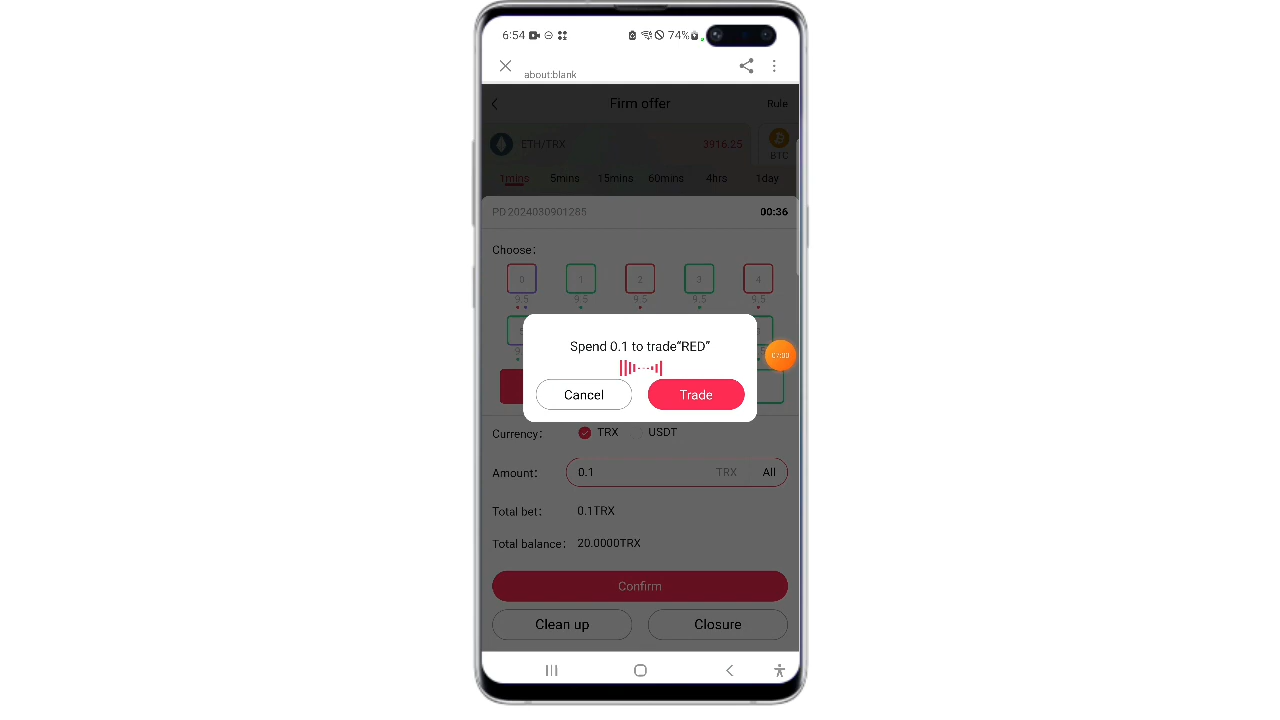 6:54 74%
about:blank
Firm offer Rule
ETH/TRX 3916.25 BTC
1mins 5mins 15mins 60mins 4hrs 1day
PD2024030901285 00:36
Choose:
0 1 2 3 4
9.5 9.5 9.5 9.5 9.5
Spend 0.1 to trade“RED”
Cancel Trade
07:00
Currency: TRX USDT
Amount: 0.1 TRX All
Total bet: 0.1TRX
Total balance: 20.0000TRX
Confirm
Clean up Closure